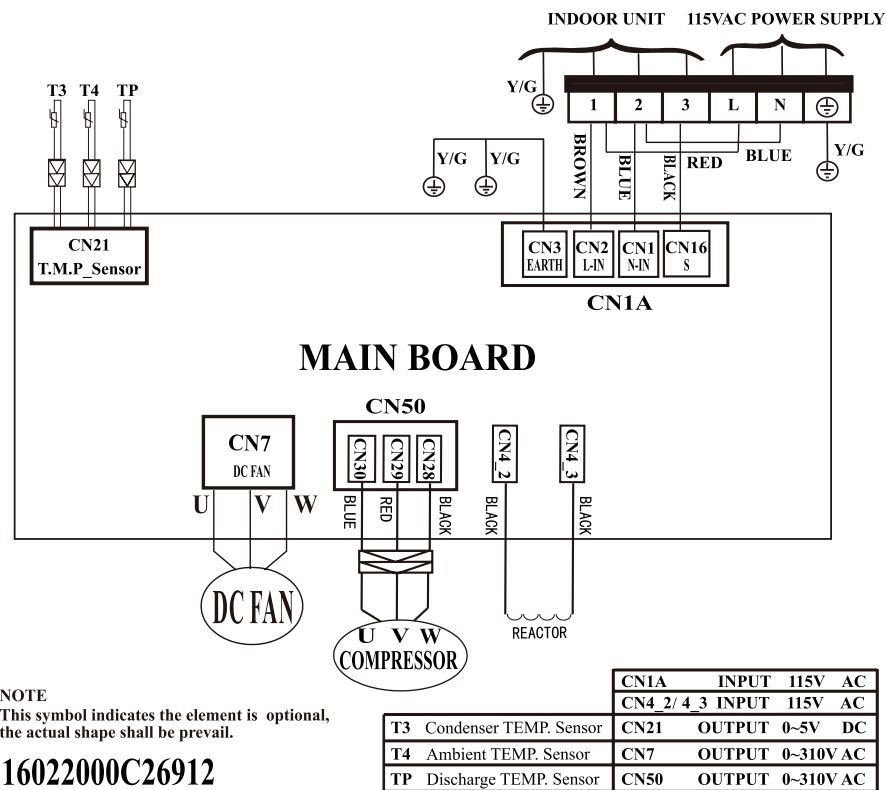 INDOOR UNIT 115VAC POWER SUPPLY
T3 T4 TP
Y/G
1 2 3 L N
Y/G Y/G
BROWN
BLUE
BLACK
RED
BLUE
Y/G
CN21
T.M.P_Sensor
CN3
EARTH
CN2
L-IN
CN1
N-IN
CN16
S
CN1A
MAIN BOARD
CN7
DC FAN
CN50
CN30
CN29
CN28
CN4_2
CN4_3
U V W
BLUE
RED
BLACK
BLACK
BLACK
DC FAN
U V W
COMPRESSOR
REACTOR
NOTE
This symbol indicates the element is optional,
the actual shape shall be prevail.
16022000C26912
CN1A INPUT 115V AC
CN4_2/ 4_3 INPUT 115V AC
T3 Condenser TEMP. Sensor CN21 OUTPUT 0~5V DC
T4 Ambient TEMP. Sensor CN7 OUTPUT 0~310V AC
TP Discharge TEMP. Sensor CN50 OUTPUT 0~310V AC